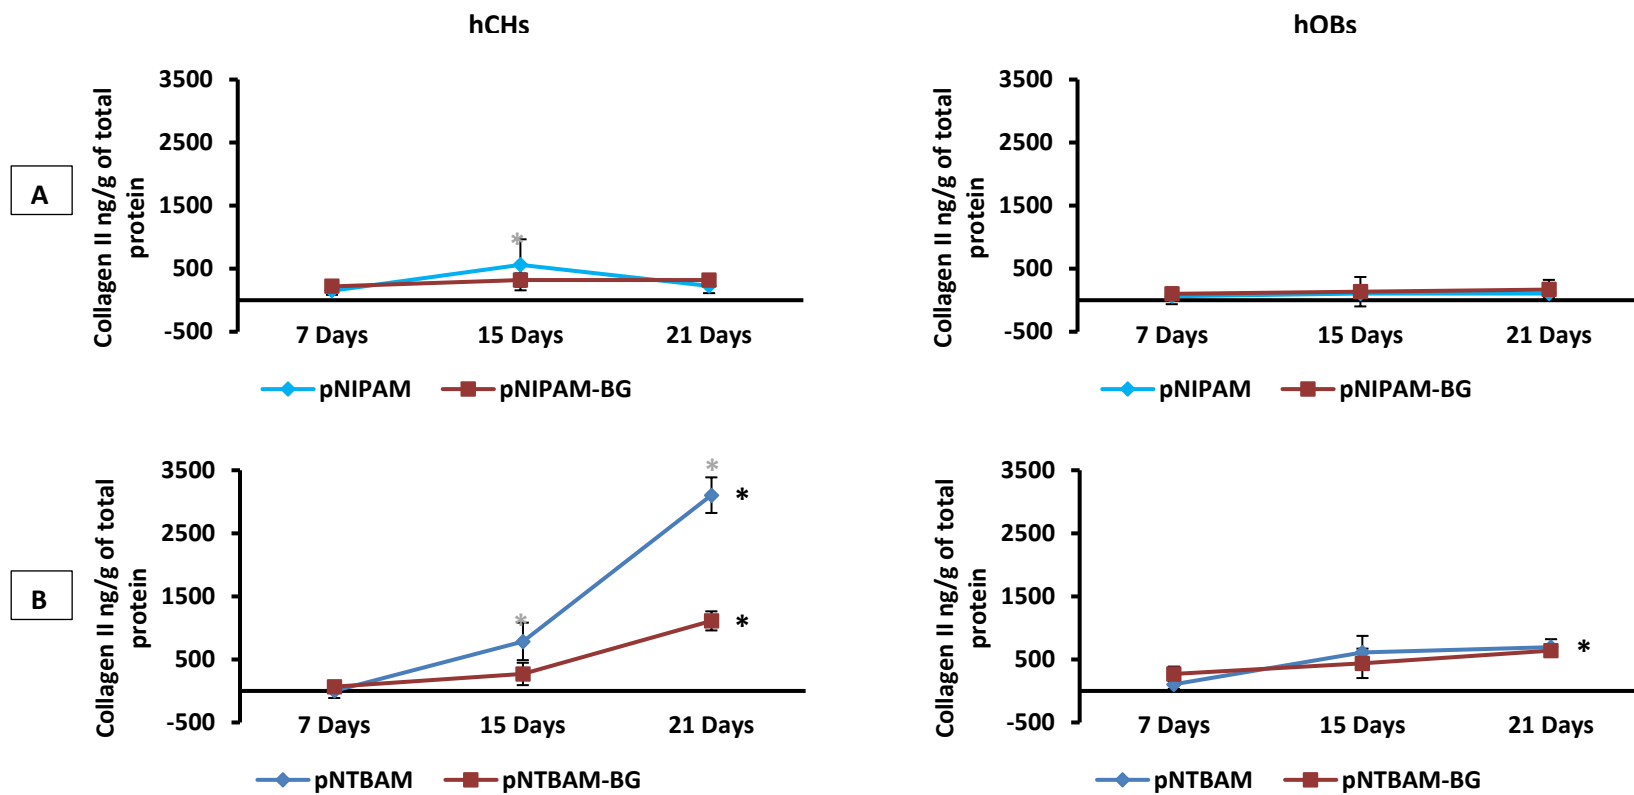 hCHs
hOBs
A
Collagen II ng/g of total
protein
3500
2500
1500
500
-500
7 Days
15 Days
21 Days
*
pNIPAM
pNIPAM-BG
Collagen II ng/g of total
protein
3500
2500
1500
500
-500
7 Days
15 Days
21 Days
pNIPAM
pNIPAM-BG
B
Collagen II ng/g of total
protein
3500
2500
1500
500
-500
7 Days
15 Days
21 Days
*
*
*
*
pNTBAM
pNTBAM-BG
Collagen II ng/g of total
protein
3500
2500
1500
500
-500
7 Days
15 Days
21 Days
*
pNTBAM
pNTBAM-BG